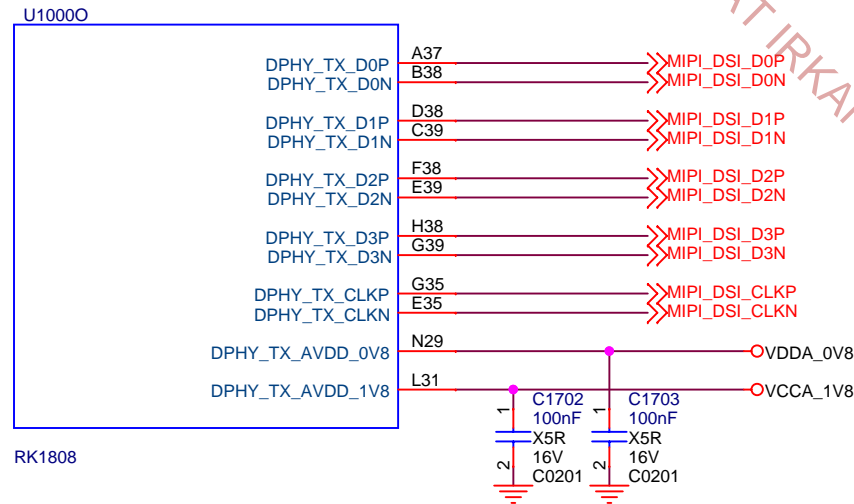 U1000O
DPHY_TX_D0P A37 MIPI_DSI_D0P
DPHY_TX_D0N B38 MIPI_DSI_D0N
DPHY_TX_D1P D38 MIPI_DSI_D1P
DPHY_TX_D1N C39 MIPI_DSI_D1N
DPHY_TX_D2P F38 MIPI_DSI_D2P
DPHY_TX_D2N E39 MIPI_DSI_D2N
DPHY_TX_D3P H38 MIPI_DSI_D3P
DPHY_TX_D3N G39 MIPI_DSI_D3N
DPHY_TX_CLKP G35 MIPI_DSI_CLKP
DPHY_TX_CLKN E35 MIPI_DSI_CLKN
DPHY_TX_AVDD_0V8 N29 VDDA_0V8
DPHY_TX_AVDD_1V8 L31 VCCA_1V8
1 C1702 1 C1703
100nF 100nF
X5R X5R
2 16V 2 16V
C0201 C0201
RK1808